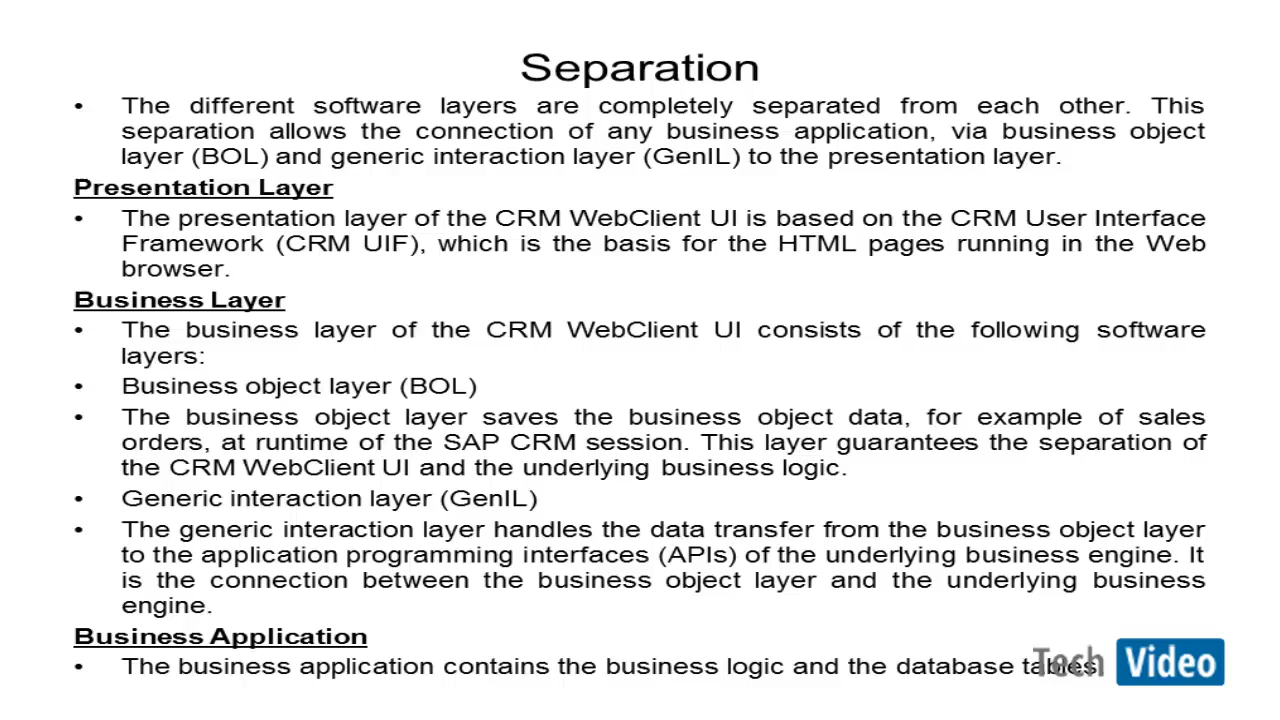 Separation
• The different software layers are completely separated from each other. This
separation allows the connection of any business application, via business object
layer (BOL) and generic interaction layer (GenIL) to the presentation layer.
Presentation Layer
• The presentation layer of the CRM WebClient UI is based on the CRM User Interface
Framework (CRM UIF), which is the basis for the HTML pages running in the Web
browser.
Business Layer
• The business layer of the CRM WebClient UI consists of the following software
layers:
• Business object layer (BOL)
• The business object layer saves the business object data, for example of sales
orders, at runtime of the SAP CRM session. This layer guarantees the separation of
the CRM WebClient UI and the underlying business logic.
• Generic interaction layer (GenIL)
• The generic interaction layer handles the data transfer from the business object layer
to the application programming interfaces (APIs) of the underlying business engine. It
is the connection between the business object layer and the underlying business
engine.
Business Application
• The business application contains the business logic and the database tables
Tech Video